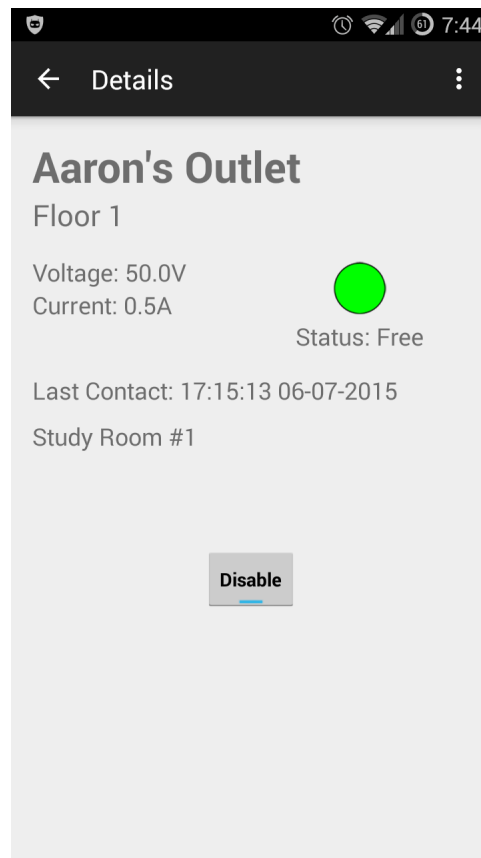 61 7:44
Details
Aaron's Outlet
Floor 1
Voltage: 50.0V
Current: 0.5A
Status: Free
Last Contact: 17:15:13 06-07-2015
Study Room #1
Disable